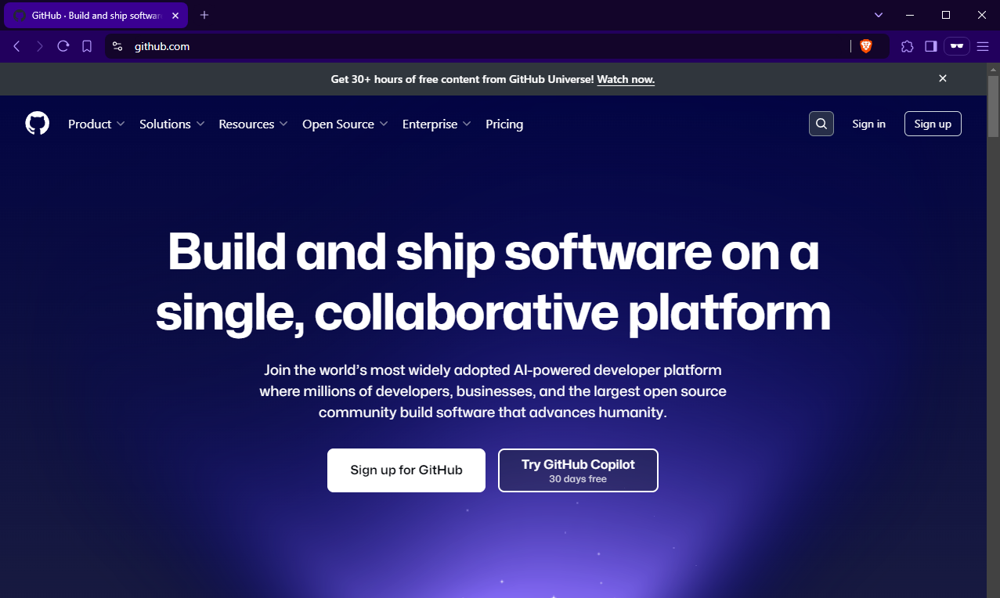 GitHub · Build and ship software
github.com
Get 30+ hours of free content from GitHub Universe! Watch now.
Product Solutions Resources Open Source Enterprise Pricing Sign in Sign up
Build and ship software on a
single, collaborative platform
Join the world’s most widely adopted AI-powered developer platform
where millions of developers, businesses, and the largest open source
community build software that advances humanity.
Sign up for GitHub
Try GitHub Copilot
30 days free